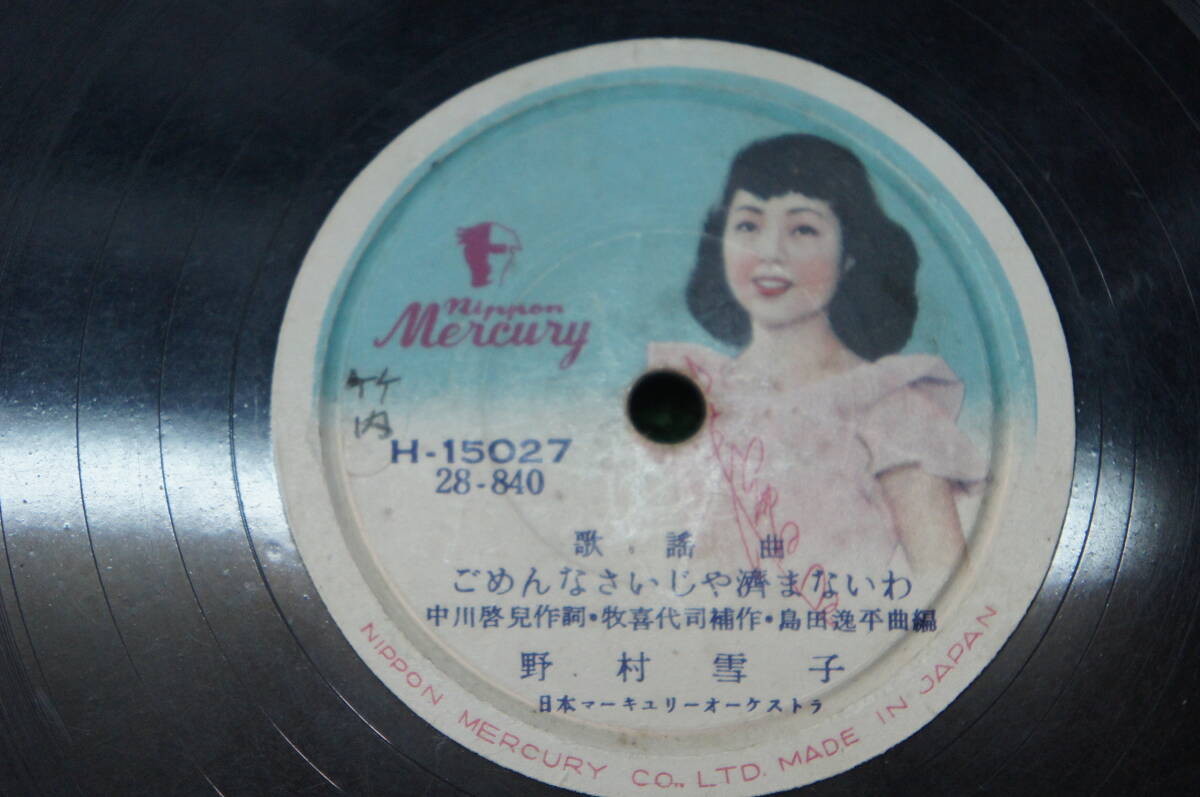 Nippon
Mercury
竹
内
H-15027
28-840
歌謡曲
ごめんなさいじや濟まないわ
中川啓兒作詞・牧喜代司補作・島田逸平曲編
野村雪子
日本マーキュリーオーケストラ
NIPPON MERCURY CO., LTD. MADE IN JAPAN